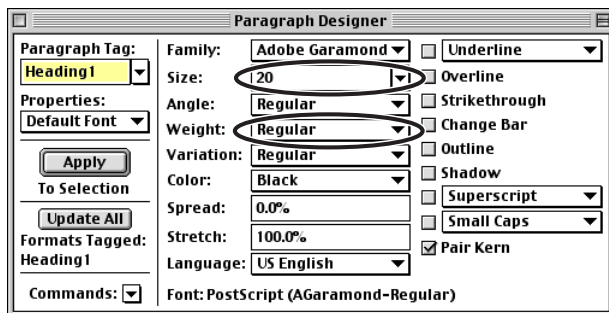 Paragraph Designer
Paragraph Tag:
Heading1
Properties:
Default Font
Apply
To Selection
Update All
Formats Tagged:
Heading1
Commands:
Family: Adobe Garamond
Size: 20
Angle: Regular
Weight: Regular
Variation: Regular
Color: Black
Spread: 0.0%
Stretch: 100.0%
Language: US English
Underline
Overline
Strikethrough
Change Bar
Outline
Shadow
Superscript
Small Caps
Pair Kern
Font: PostScript (AGaramond-Regular)